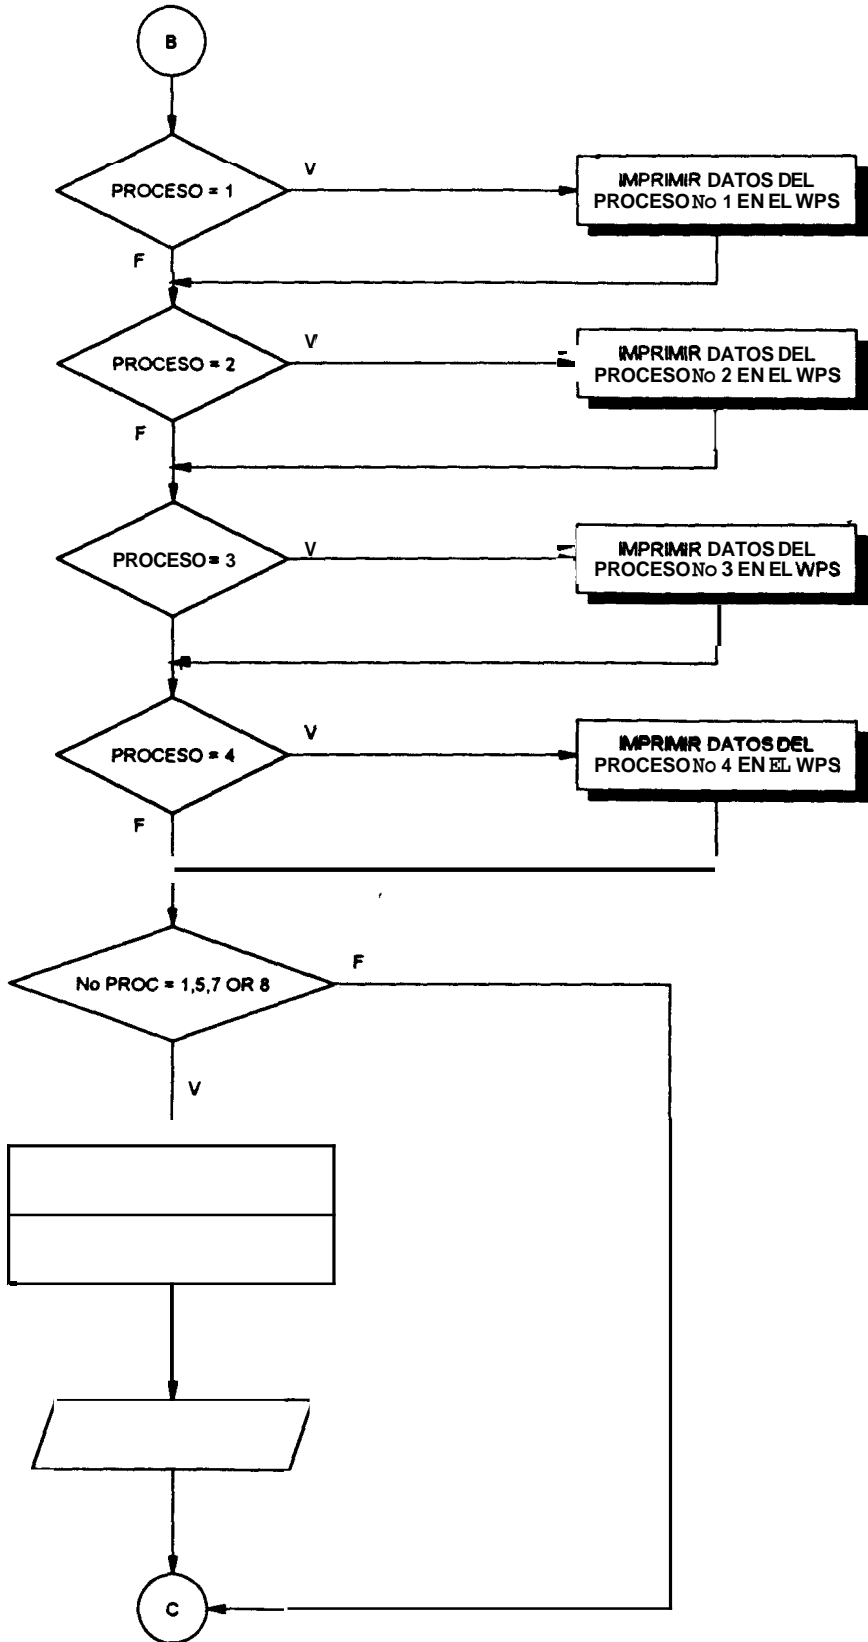 B
PROCESO = 1
V
IMPRIMIR DATOS DEL
PROCESO No 1 EN EL WPS
F
PROCESO = 2
V
IMPRIMIR DATOS DEL
PROCESO No 2 EN EL WPS
F
PROCESO = 3
V
IMPRIMIR DATOS DEL
PROCESO No 3 EN EL WPS
F
PROCESO = 4
V
IMPRIMIR DATOS DEL
PROCESO No 4 EN EL WPS
F
No PROC = 1,5,7 OR 8
F
V
C